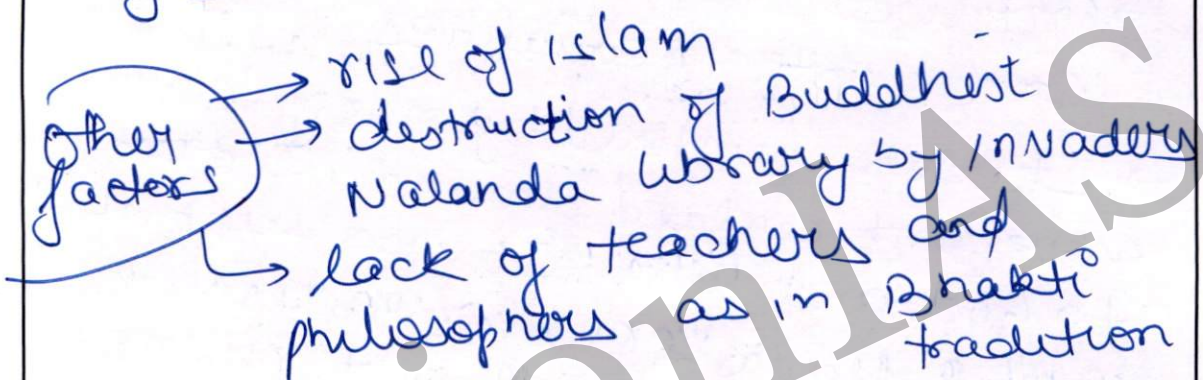 other
factors
rise of islam
destruction of Buddhist
Nalanda library by invaders
lack of teachers and
philosophers as in Bhakti
tradition
onIAS